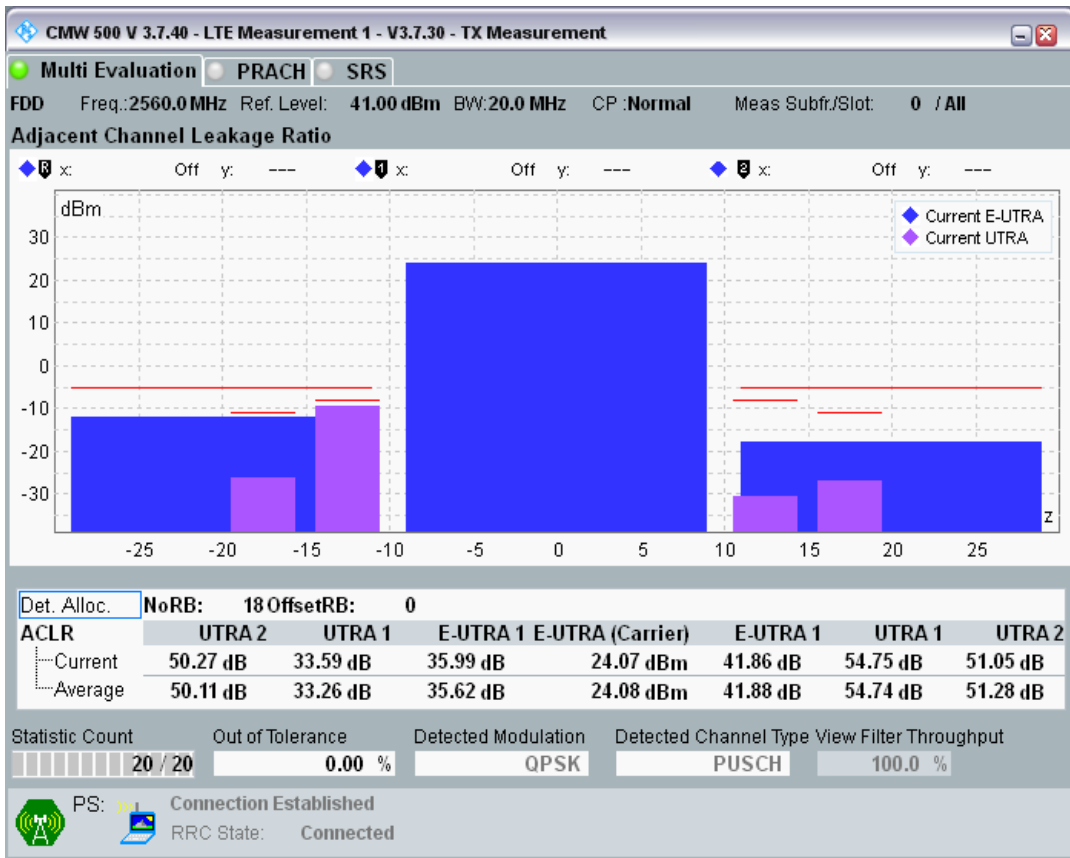 CMW 500 V 3.7.40 - LTE Measurement 1 - V3.7.30 - TX Measurement
Multi Evaluation PRACH SRS
FDD Freq.:2560.0 MHz Ref. Level: 41.00 dBm BW:20.0 MHz CP :Normal Meas Subfr./Slot: 0 / All
Adjacent Channel Leakage Ratio
R x: Off y: --- 1 x: Off y: --- 2 x: Off y: ---
dBm
Current E-UTRA
Current UTRA
30
20
10
0
-10
-20
-30
z
-25 -20 -15 -10 -5 0 5 10 15 20 25
Det. Alloc. NoRB: 18 OffsetRB: 0
ACLR UTRA 2 UTRA 1 E-UTRA 1 E-UTRA (Carrier) E-UTRA 1 UTRA 1 UTRA 2
Current 50.27 dB 33.59 dB 35.99 dB 24.07 dBm 41.86 dB 54.75 dB 51.05 dB
Average 50.11 dB 33.26 dB 35.62 dB 24.08 dBm 41.88 dB 54.74 dB 51.28 dB
Statistic Count Out of Tolerance Detected Modulation Detected Channel Type View Filter Throughput
20 / 20 0.00 % QPSK PUSCH 100.0 %
PS: Connection Established
RRC State: Connected